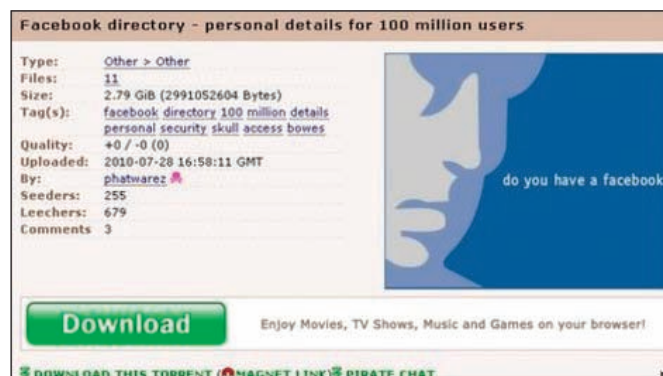 Facebook directory - personal details for 100 million users
Type: Other > Other
Files: 11
Size: 2.79 GiB (2991052604 Bytes)
Tag(s): facebook directory 100 million details
personal security skull access bowes
Quality: +0 / -0 (0)
Uploaded: 2010-07-28 16:58:11 GMT
By: phatwarez
Seeders: 255
Leechers: 679
Comments 3
do you have a facebook
Download
Enjoy Movies, TV Shows, Music and Games on your browser!
DOWNLOAD THIS TORRENT (MAGNET LINK) PIRATE CHAT